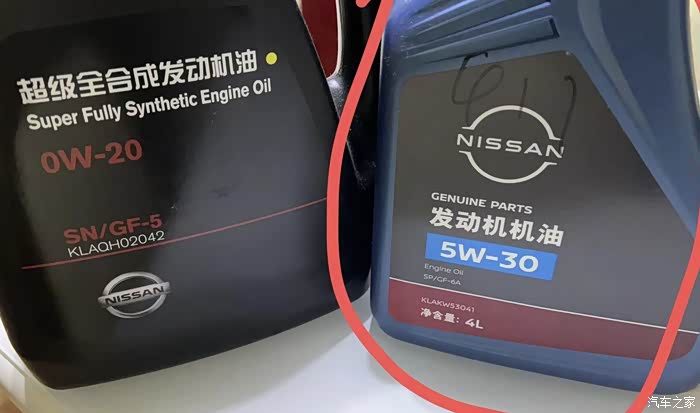 超级全合成发动机油
Super Fully Synthetic Engine Oil
0W-20
SN/GF-5
KLAQH02042
NISSAN
NISSAN
GENUINE PARTS
发动机机油
5W-30
Engine Oil
SP/GF-6A
KLAKW53041
净含量：4L
汽车之家